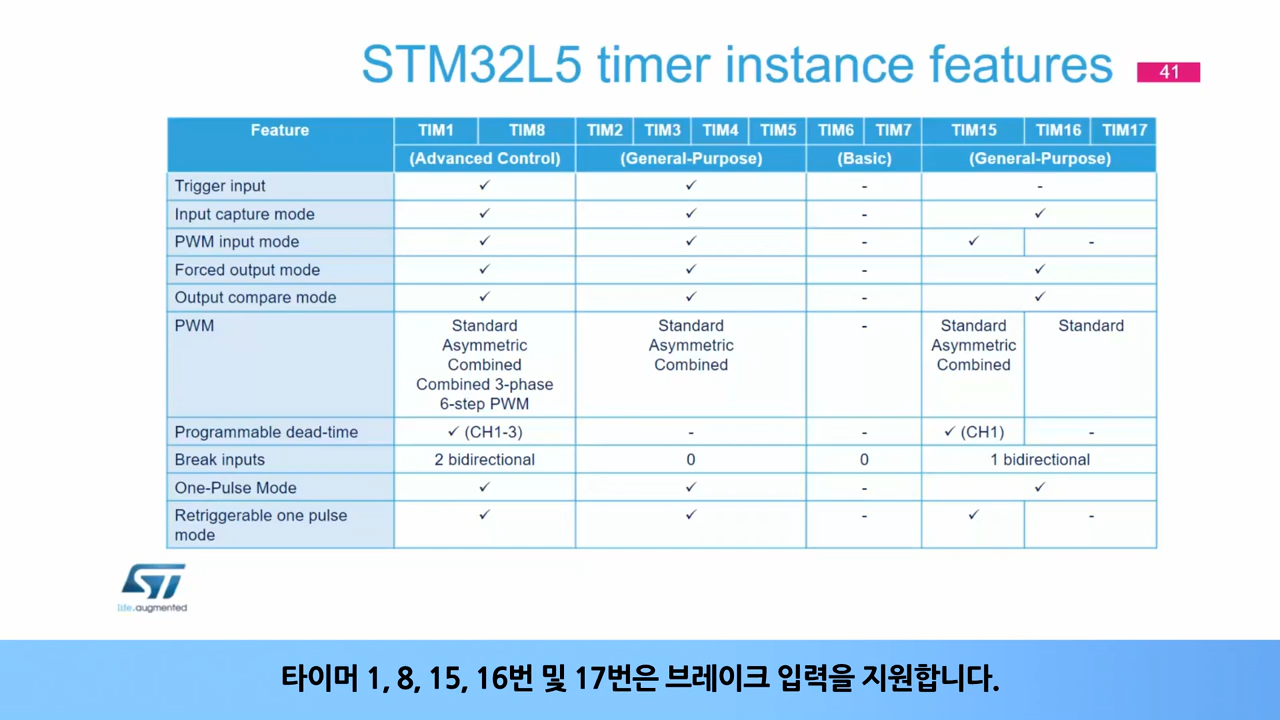 STM32L5 timer instance features
41
Feature TIM1 TIM8 TIM2 TIM3 TIM4 TIM5 TIM6 TIM7 TIM15 TIM16 TIM17
(Advanced Control) (General-Purpose) (Basic) (General-Purpose)
Trigger input ✓ ✓ - -
Input capture mode ✓ ✓ - ✓
PWM input mode ✓ ✓ - ✓ -
Forced output mode ✓ ✓ - ✓
Output compare mode ✓ ✓ - ✓
PWM Standard Standard - Standard Standard
Asymmetric Asymmetric Asymmetric
Combined Combined Combined
Combined 3-phase
6-step PWM
Programmable dead-time ✓ (CH1-3) - - ✓ (CH1) -
Break inputs 2 bidirectional 0 0 1 bidirectional
One-Pulse Mode ✓ ✓ - ✓
Retriggerable one pulse ✓ ✓ - ✓ -
mode
ST
life.augmented
타이머 1, 8, 15, 16번 및 17번은 브레이크 입력을 지원합니다.